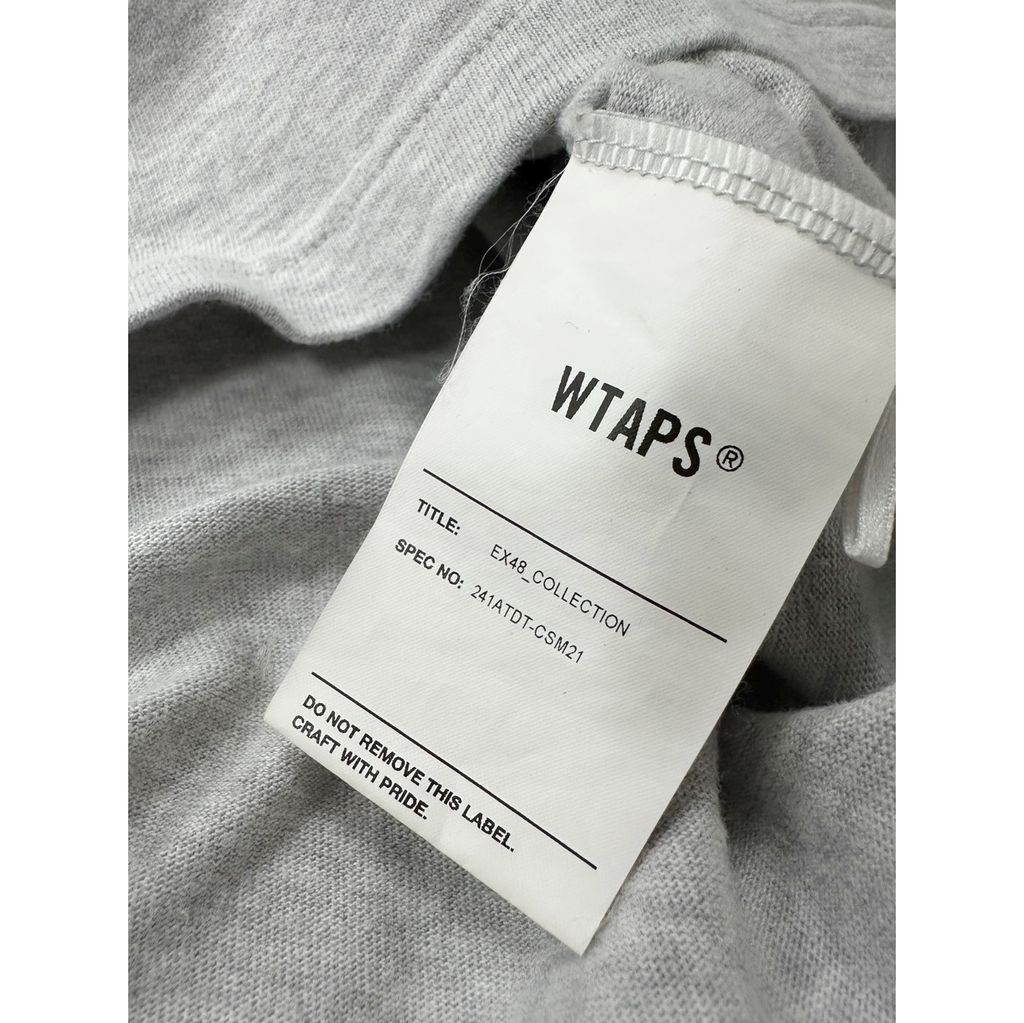 WTAPS®
TITLE: EX48_COLLECTION
SPEC NO: 241ATDT-CSM21
DO NOT REMOVE THIS LABEL.
CRAFT WITH PRIDE.